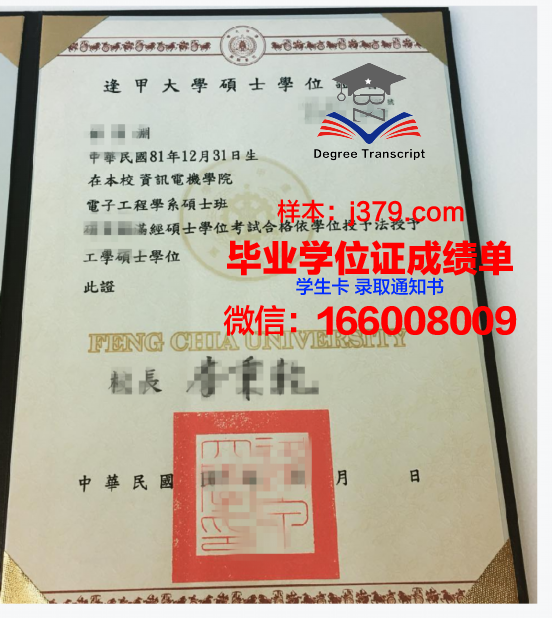 逢甲大學碩士學位
號
Degree Transcript
中華民國81年12月31日生
在本校 資訊電機學院
電子工程學系碩士班
滿經碩士學位考試合格依學位授予法授予
工學碩士學位
此證
样本：j379.com
毕业学位证成绩单
学生卡 录取通知书
微信：166008009
FENG CHIA UNIVERSITY
校長
中華民國 月 日